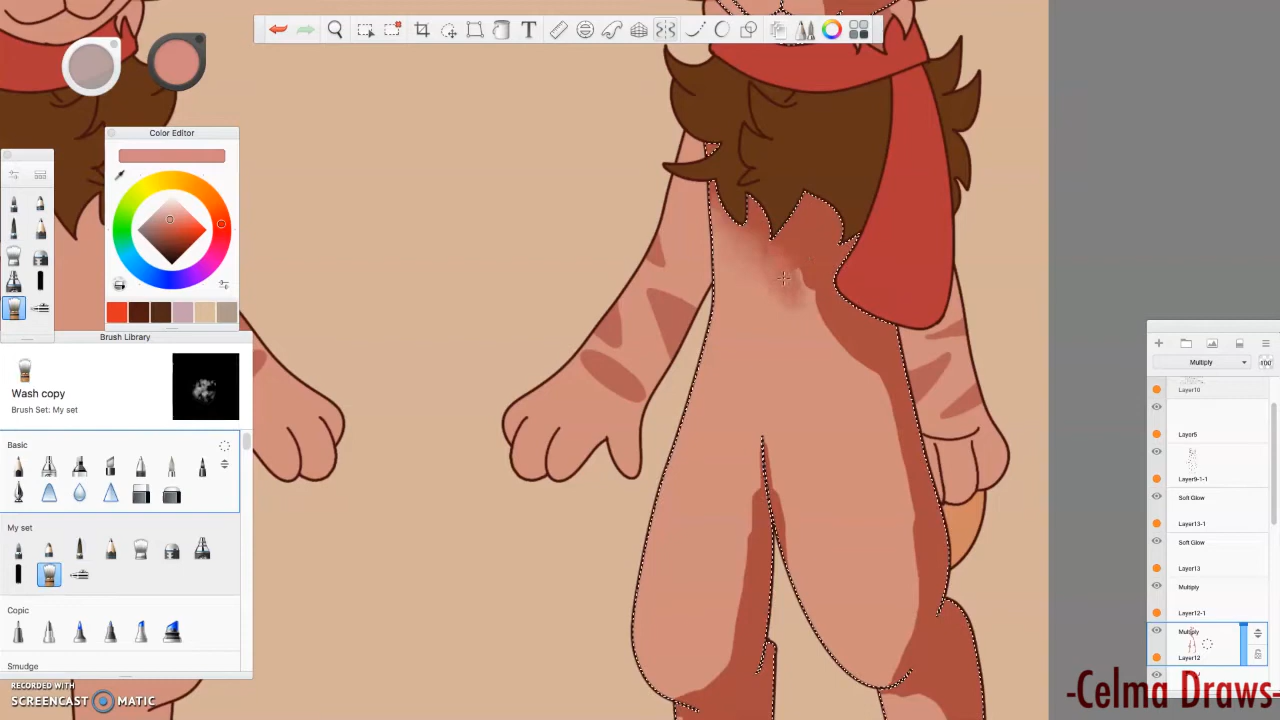 T
Color Editor
Brush Library
Wash copy
Brush Set: My set
Basic
My set
Copic
Smudge
RECORDED WITH
SCREENCAST MATIC
Multiply
100
Layer10
Layer5
Layer9-1-1
Soft Glow
Layer13-1
Soft Glow
Layer13
Multiply
Layer12-1
Multiply
Layer12
-Celma Draws-